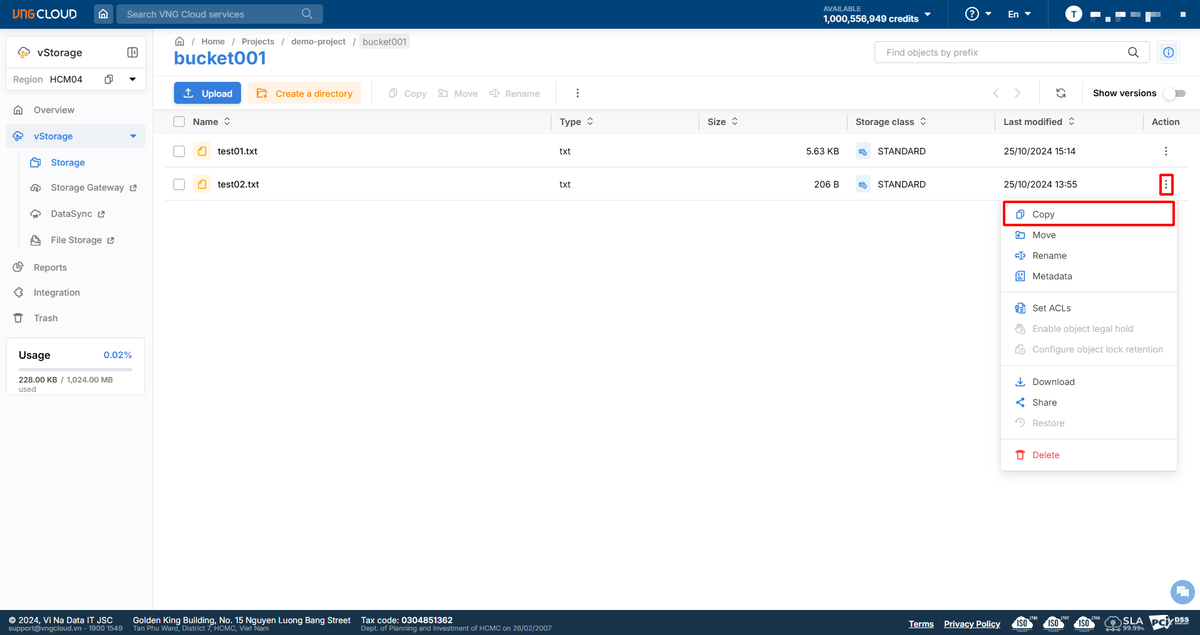 VNG CLOUD
Search VNG Cloud services
AVAILABLE
1,000,556,949 credits
?
En
T
vStorage
Region HCM04
Overview
vStorage
Storage
Storage Gateway
DataSync
File Storage
Reports
Integration
Trash
Usage 0.02%
228.00 KB / 1,024.00 MB
used
/ Home / Projects / demo-project / bucket001
bucket001
Find objects by prefix
Upload Create a directory Copy Move Rename
Show versions
Name Type Size Storage class Last modified Action
test01.txt txt 5.63 KB STANDARD 25/10/2024 15:14
test02.txt txt 206 B STANDARD 25/10/2024 13:55
Copy
Move
Rename
Metadata
Set ACLs
Enable object legal hold
Configure object lock retention
Download
Share
Restore
Delete
© 2024, Vi Na Data IT JSC
support@vngcloud.vn - 1900 1549
Golden King Building, No. 15 Nguyen Luong Bang Street
Tan Phu Ward, District 7, HCMC, Viet Nam
Tax code: 0304851362
Dept. of Planning and Investment of HCMC on 26/02/2007
Terms Privacy Policy
ISO ISO ISO SLA 99.99% PCI DSS